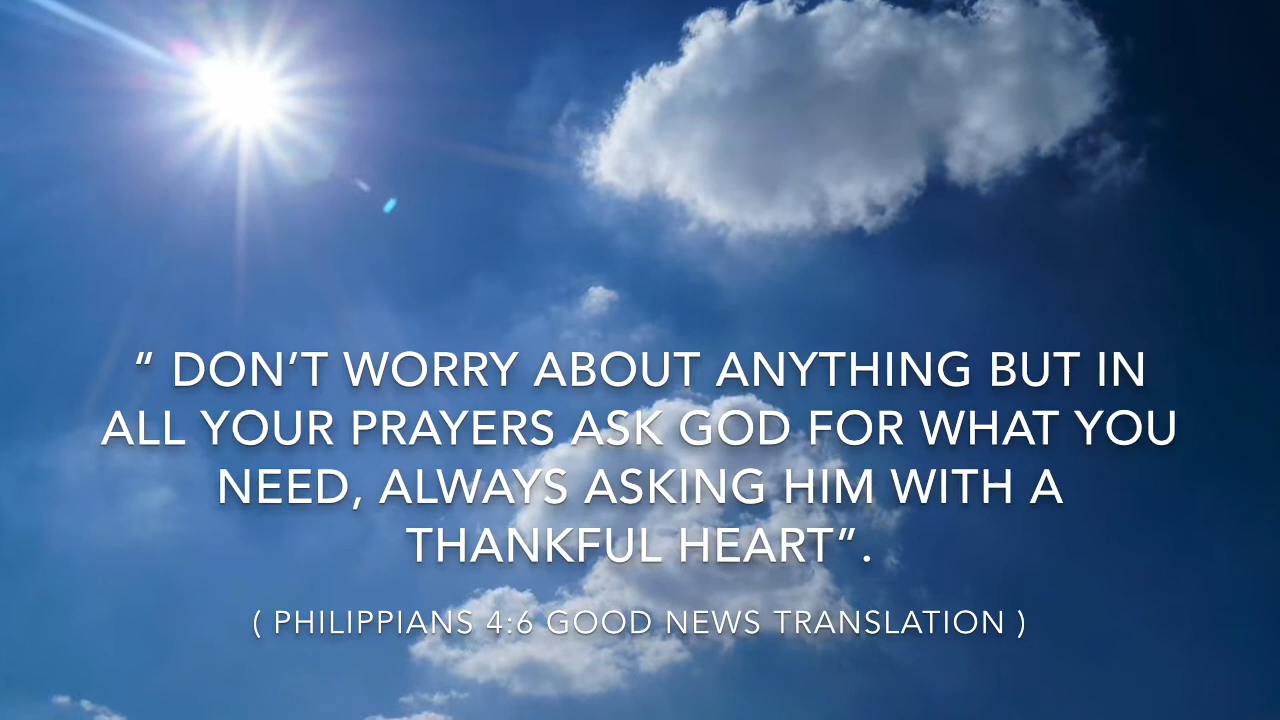 “ DON’T WORRY ABOUT ANYTHING BUT IN
ALL YOUR PRAYERS ASK GOD FOR WHAT YOU
NEED, ALWAYS ASKING HIM WITH A
THANKFUL HEART”.
( PHILIPPIANS 4:6 GOOD NEWS TRANSLATION )